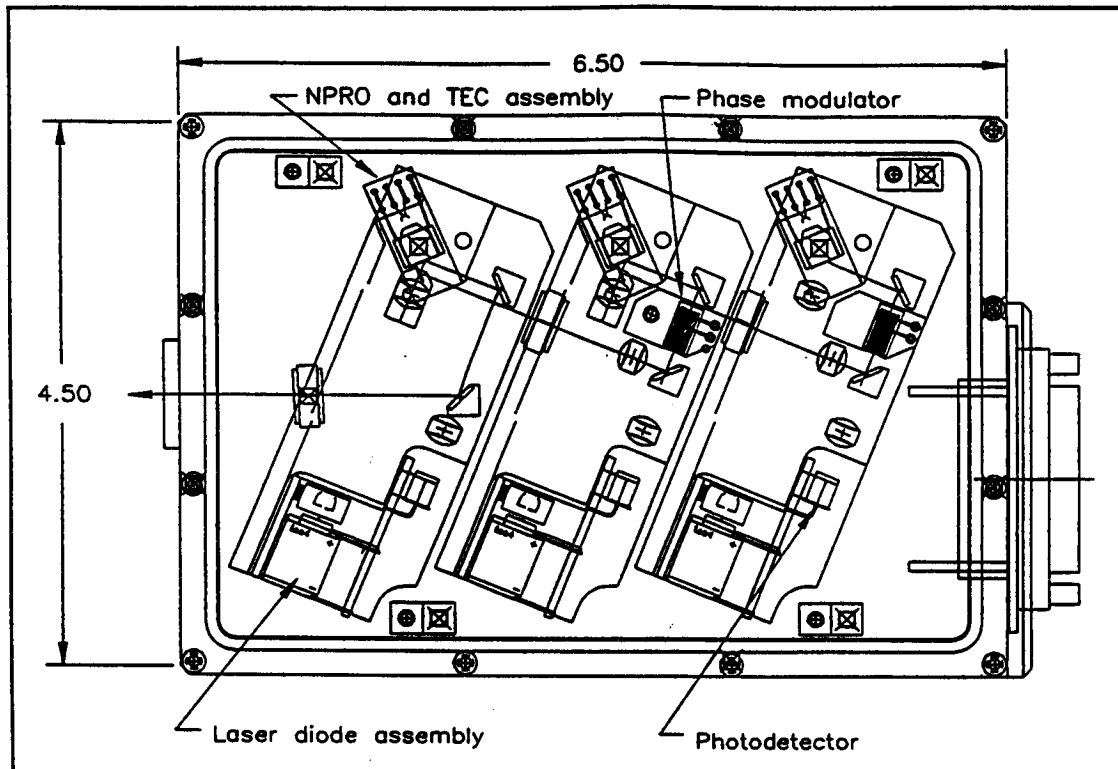 6.50
NPRO and TEC assembly
Phase modulator
4.50
Laser diode assembly
Photodetector